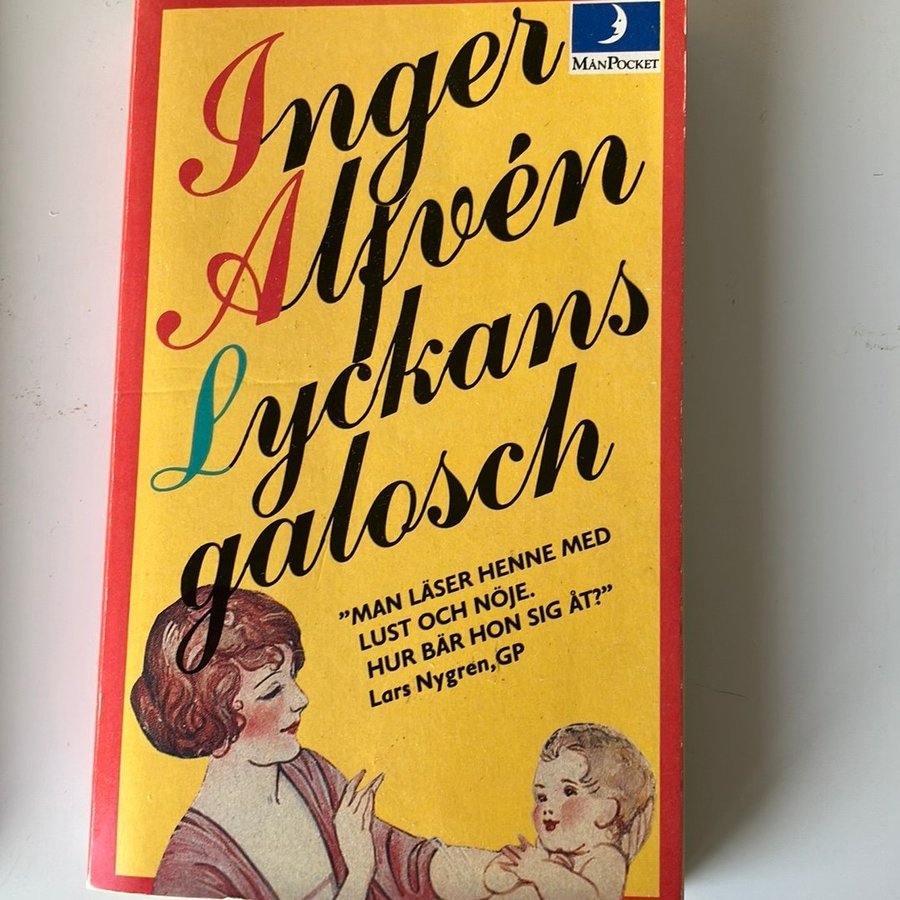 Inger
Alfvén
Lyckans
galosch
MÅNPOCKET
"MAN LÄSER HENNE MED
LUST OCH NÖJE.
HUR BÄR HON SIG ÅT?"
Lars Nygren, GP